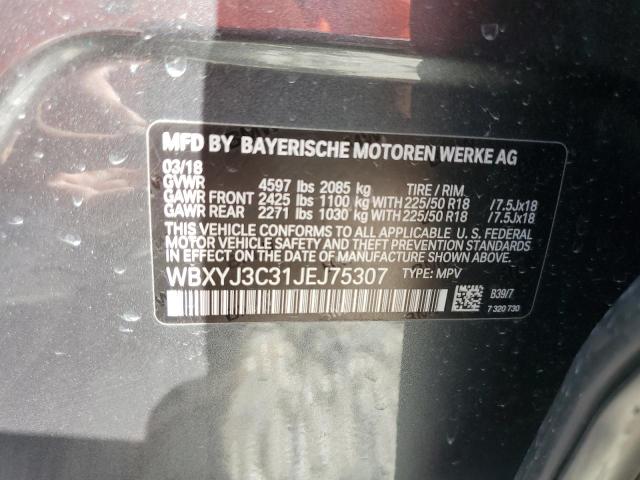 MFD BY BAYERISCHE MOTOREN WERKE AG
03/18
GVWR 4597 lbs 2085 kg TIRE / RIM
GAWR FRONT 2425 lbs 1100 kg WITH 225/50 R18 /7.5Jx18
GAWR REAR 2271 lbs 1030 kg WITH 225/50 R18 /7.5Jx18
THIS VEHICLE CONFORMS TO ALL APPLICABLE U. S. FEDERAL
MOTOR VEHICLE SAFETY AND THEFT PREVENTION STANDARDS
IN EFFECT ON THE DATE OF MANUFACTURE SHOWN ABOVE.
WBXYJ3C31JEJ75307 TYPE: MPV
B39/7
7 320 730